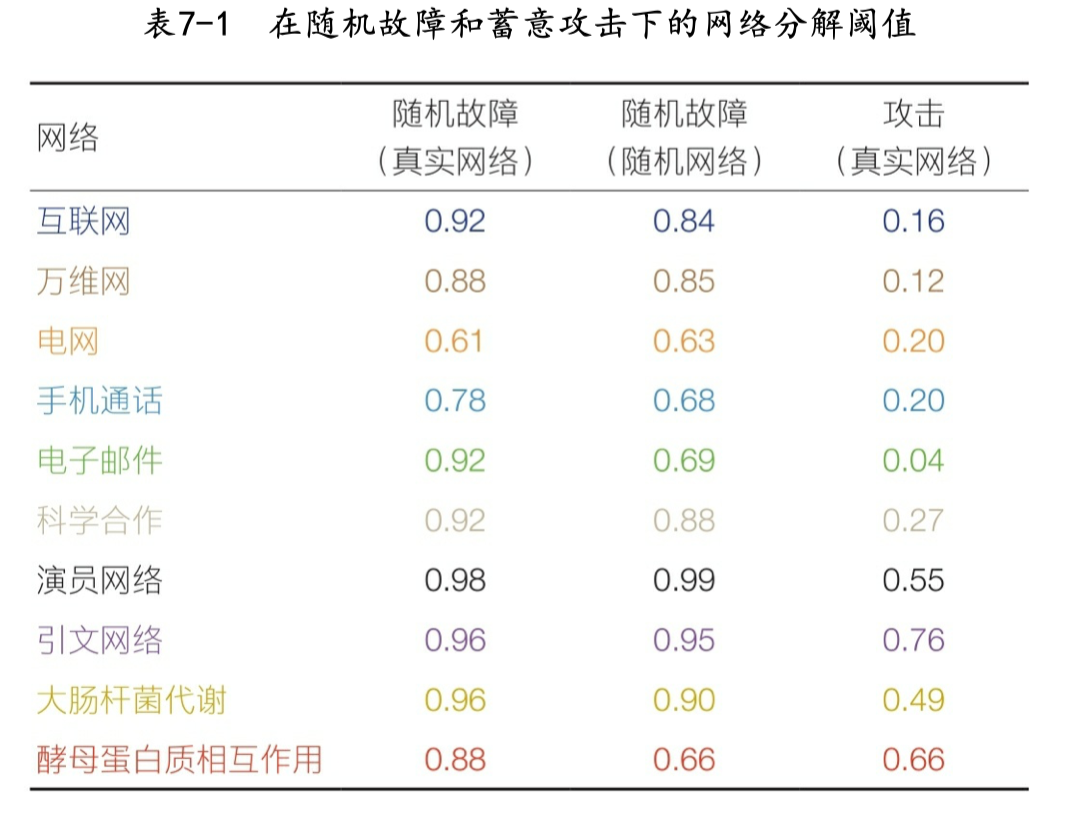 表7-1 在随机故障和蓄意攻击下的网络分解阈值
网络 随机故障（真实网络） 随机故障（随机网络） 攻击（真实网络）
互联网 0.92 0.84 0.16
万维网 0.88 0.85 0.12
电网 0.61 0.63 0.20
手机通话 0.78 0.68 0.20
电子邮件 0.92 0.69 0.04
科学合作 0.92 0.88 0.27
演员网络 0.98 0.99 0.55
引文网络 0.96 0.95 0.76
大肠杆菌代谢 0.96 0.90 0.49
酵母蛋白质相互作用 0.88 0.66 0.66